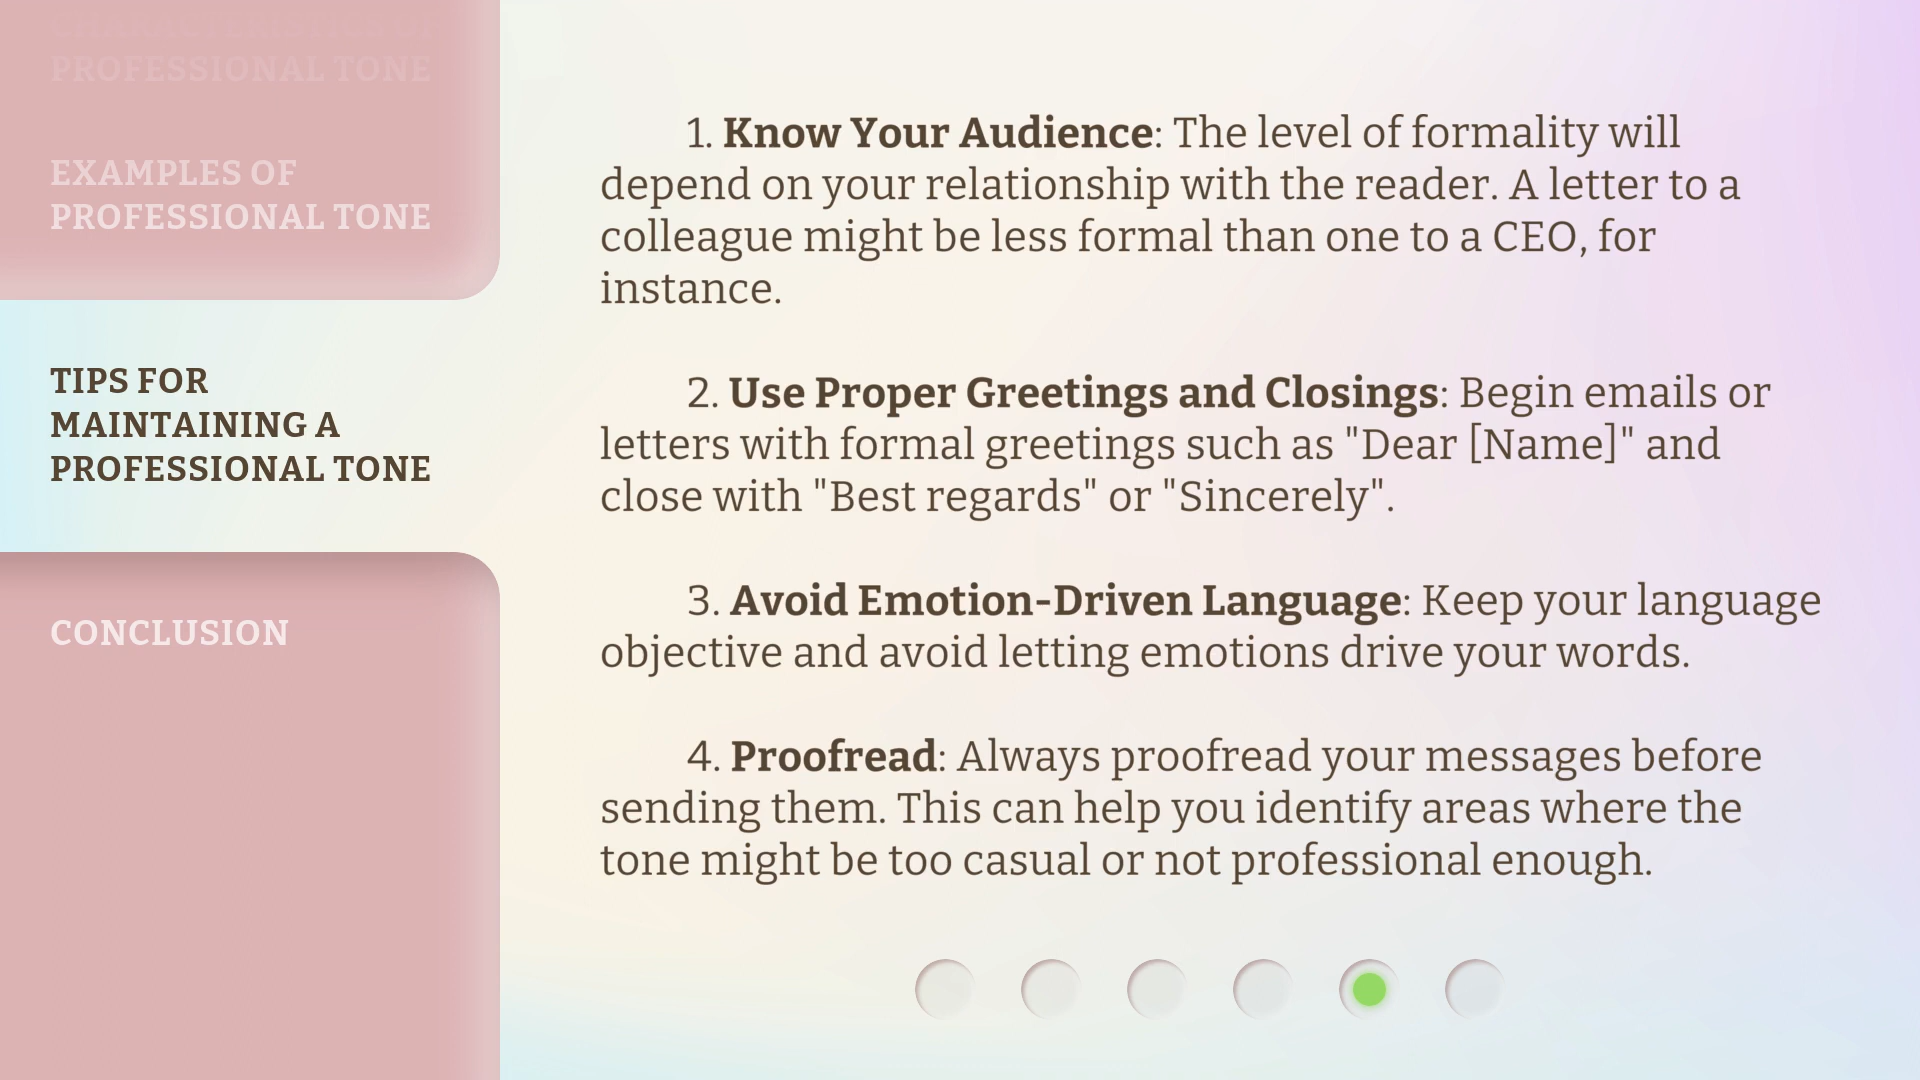 CHARACTERISTICS OF
PROFESSIONAL TONE
EXAMPLES OF
PROFESSIONAL TONE
TIPS FOR
MAINTAINING A
PROFESSIONAL TONE
CONCLUSION
1. Know Your Audience: The level of formality will
depend on your relationship with the reader. A letter to a
colleague might be less formal than one to a CEO, for
instance.
2. Use Proper Greetings and Closings: Begin emails or
letters with formal greetings such as "Dear [Name]" and
close with "Best regards" or "Sincerely".
3. Avoid Emotion-Driven Language: Keep your language
objective and avoid letting emotions drive your words.
4. Proofread: Always proofread your messages before
sending them. This can help you identify areas where the
tone might be too casual or not professional enough.